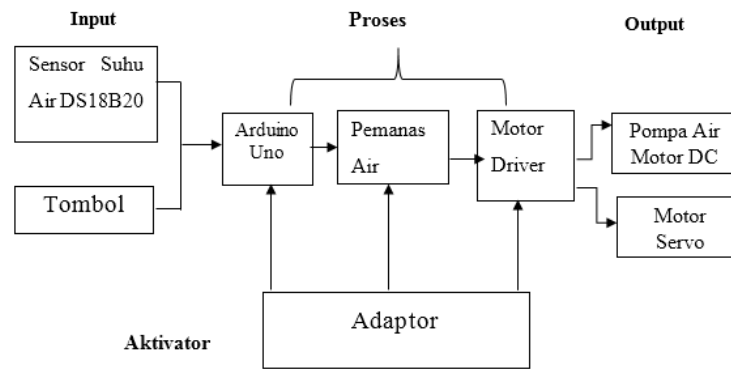 Input
Proses
Output
Sensor Suhu
Air DS18B20
Tombol
Arduino
Uno
Pemanas
Air
Motor
Driver
Pompa Air
Motor DC
Motor
Servo
Adaptor
Aktivator